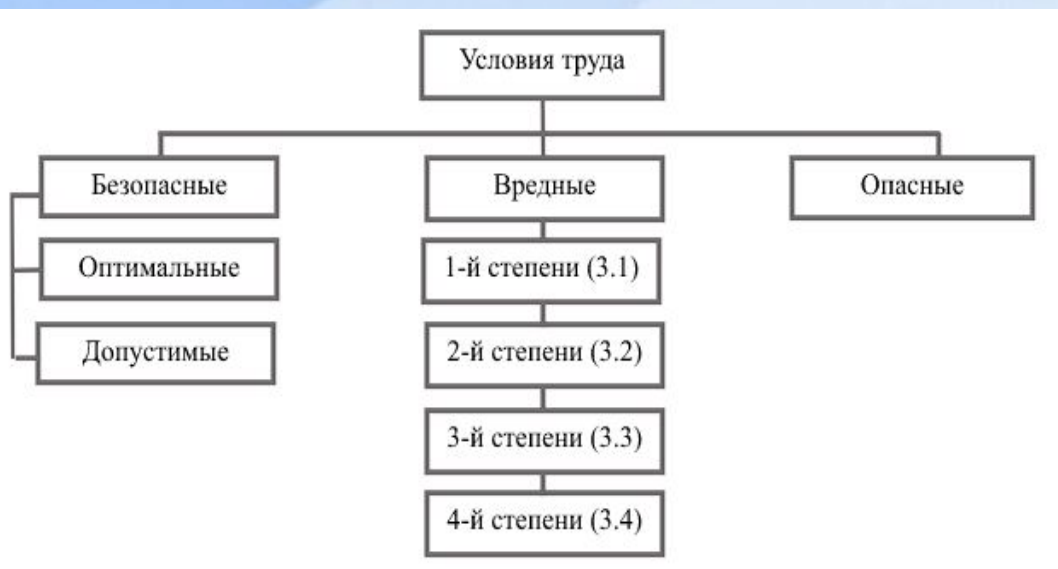 Условия труда
Безопасные
Вредные
Опасные
Оптимальные
1-й степени (3.1)
Допустимые
2-й степени (3.2)
3-й степени (3.3)
4-й степени (3.4)